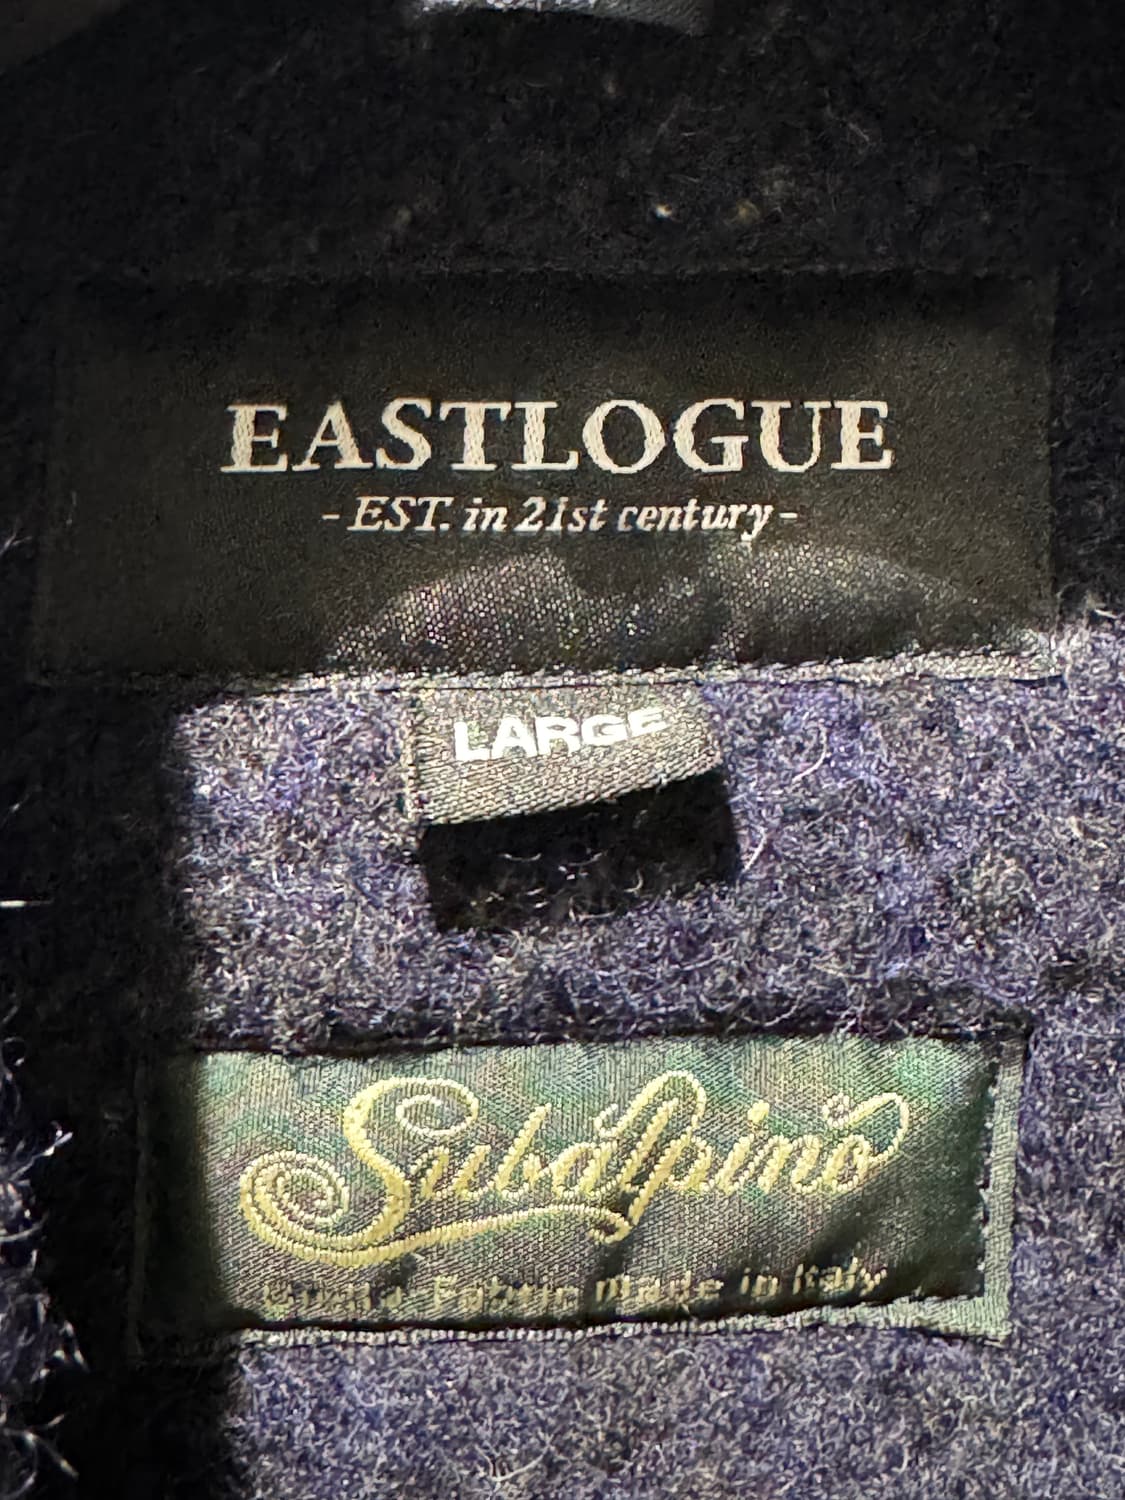 EASTLOGUE
- EST. in 21st century -
LARGE
Subalpino
Fabric made in Italy